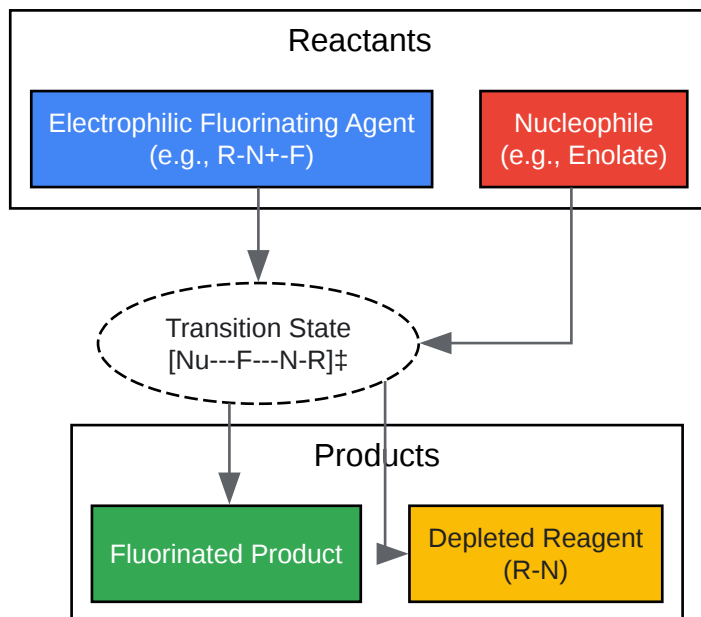 Reactants
Electrophilic Fluorinating Agent
(e.g., R-N+-F)
Nucleophile
(e.g., Enolate)
Transition State
[Nu---F---N-R]‡
Products
Fluorinated Product
Depleted Reagent
(R-N)